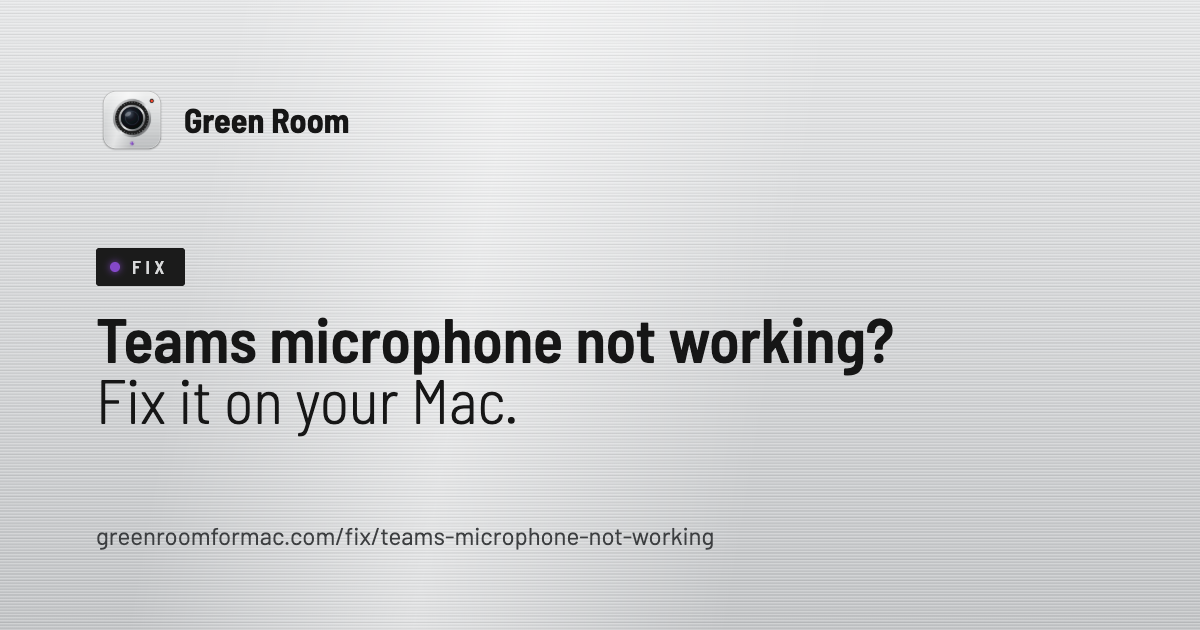 Green Room
FIX
Teams microphone not working?
Fix it on your Mac.
greenroomformac.com/fix/teams-microphone-not-working